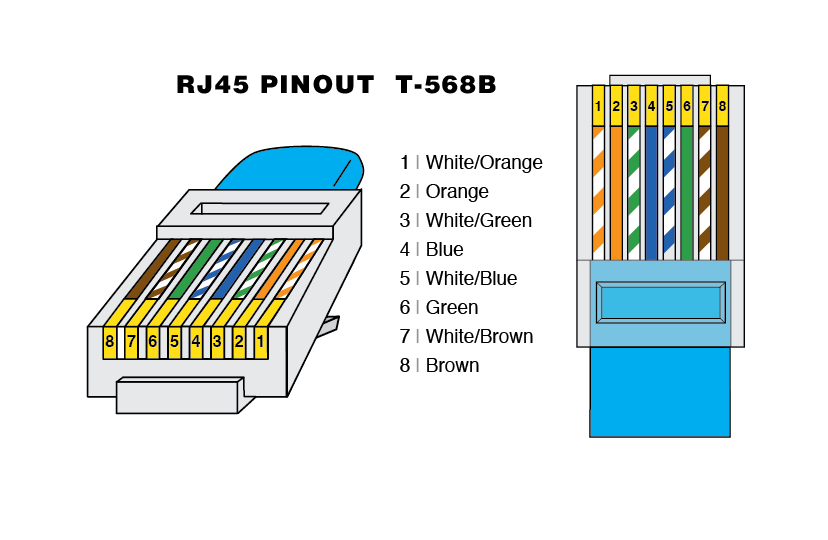 RJ45 PINOUT T-568B
1 2 3 4 5 6 7 8
1 | White/Orange
2 | Orange
3 | White/Green
4 | Blue
5 | White/Blue
6 | Green
7 | White/Brown
8 | Brown
8 7 6 5 4 3 2 1